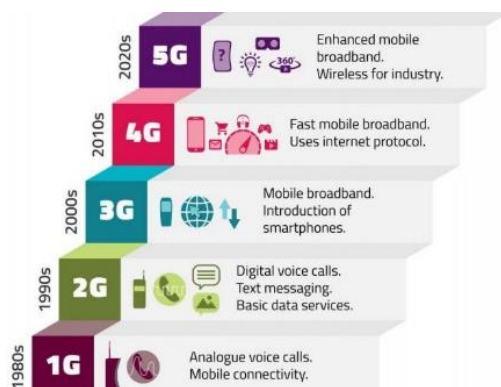 2020s
5G
?
360°
Enhanced mobile
broadband.
Wireless for industry.
2010s
4G
Fast mobile broadband.
Uses internet protocol.
2000s
3G
Mobile broadband.
Introduction of
smartphones.
1990s
2G
Digital voice calls.
Text messaging.
Basic data services.
1980s
1G
Analogue voice calls.
Mobile connectivity.